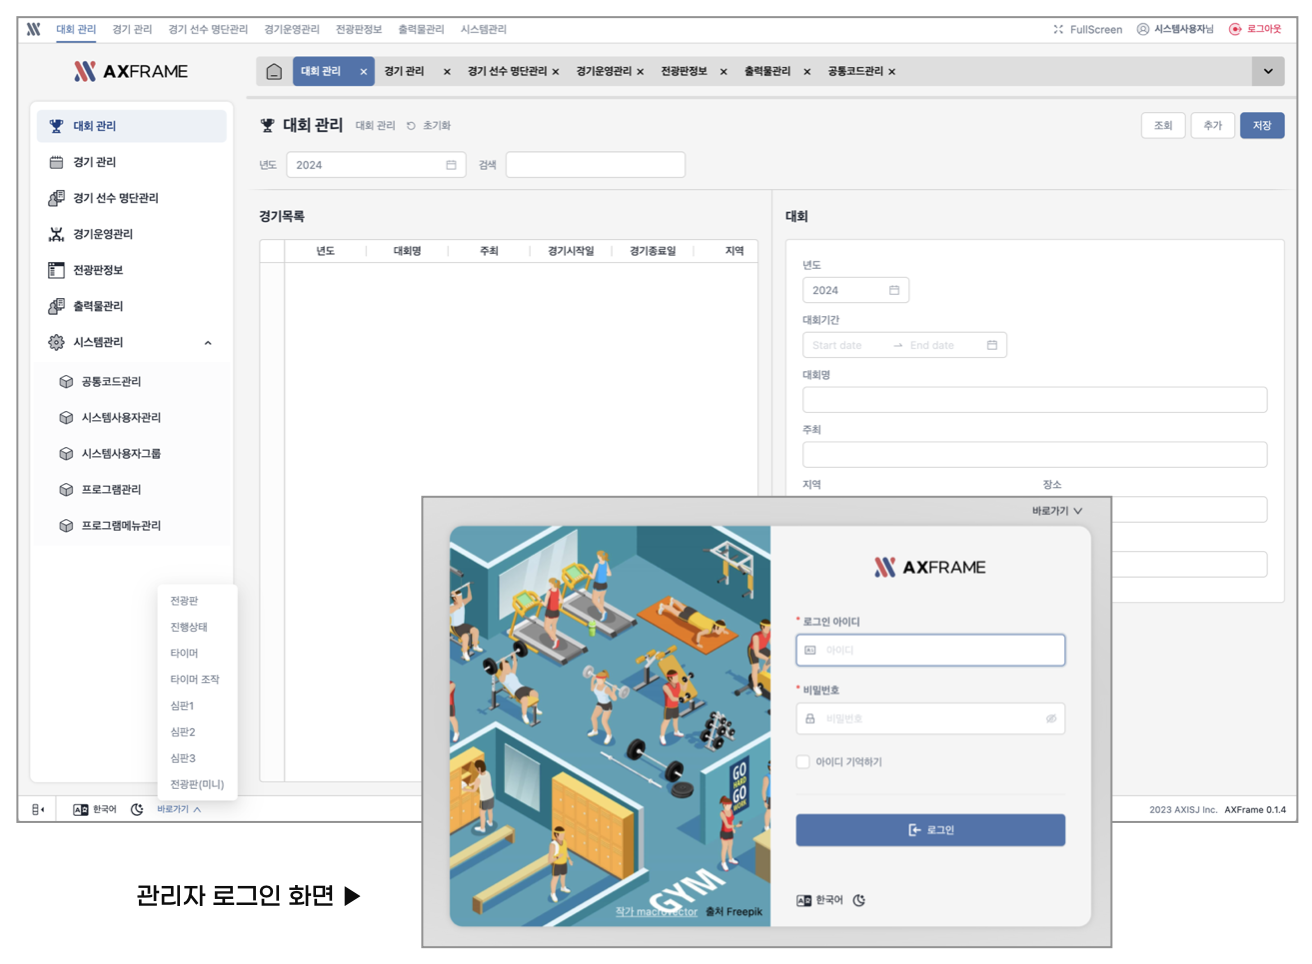 대회 관리 경기 관리 경기 선수 명단관리 경기운영관리 전광판정보 출력물관리 시스템관리 FullScreen 시스템사용자님 로그아웃
AXFRAME
대회 관리 × 경기 관리 × 경기 선수 명단관리 × 경기운영관리 × 전광판정보 × 출력물관리 × 공통코드관리 ×
대회 관리
경기 관리
경기 선수 명단관리
경기운영관리
전광판정보
출력물관리
시스템관리
공통코드관리
시스템사용자관리
시스템사용자그룹
프로그램관리
프로그램메뉴관리
전광판
진행상태
타이머
타이머 조작
심판1
심판2
심판3
전광판(미니)
한국어 바로가기
대회 관리 대회 관리 초기화 조회 추가 저장
년도 2024 검색
경기목록
년도 대회명 주최 경기시작일 경기종료일 지역
대회
년도
2024
대회기간
Start date End date
대회명
주최
지역 장소
2023 AXISJ Inc. AXFrame 0.1.4
바로가기
AXFRAME
* 로그인 아이디
아이디
* 비밀번호
비밀번호
아이디 기억하기
로그인
한국어
GO
HARD
GO
WORK
GYM
작가 macrovector 출처 Freepik
관리자 로그인 화면 ▶